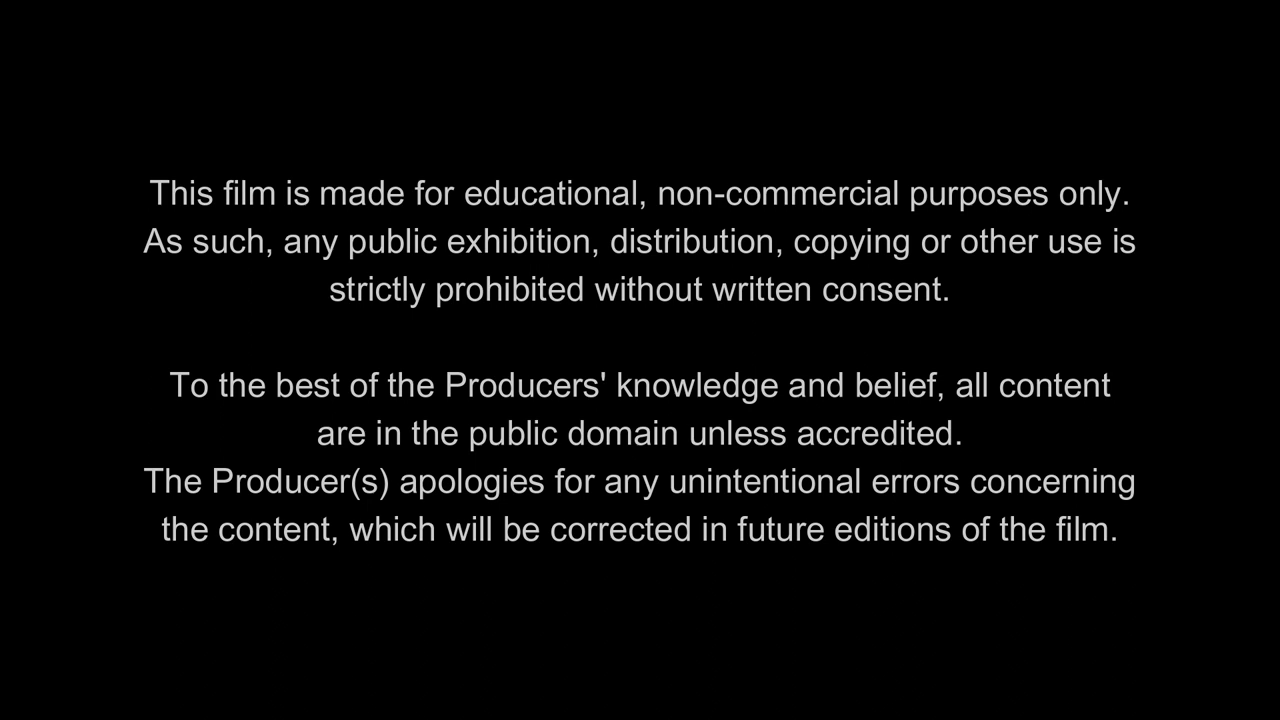 This film is made for educational, non-commercial purposes only.
As such, any public exhibition, distribution, copying or other use is
strictly prohibited without written consent.
To the best of the Producers' knowledge and belief, all content
are in the public domain unless accredited.
The Producer(s) apologies for any unintentional errors concerning
the content, which will be corrected in future editions of the film.